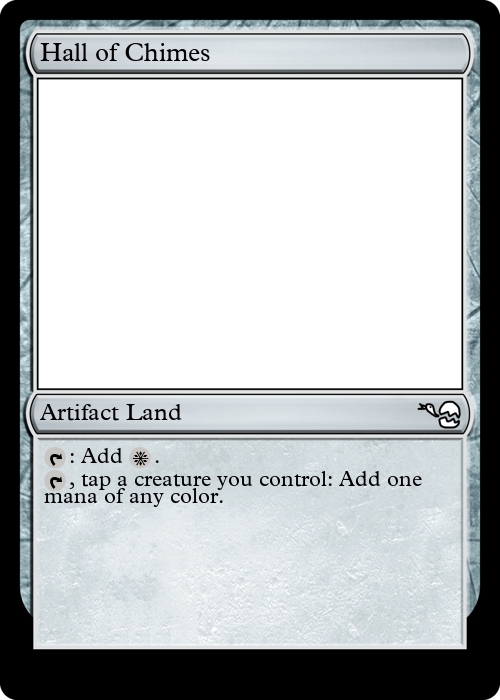 Hall of Chimes
Artifact Land
: Add .
, tap a creature you control: Add one
mana of any color.